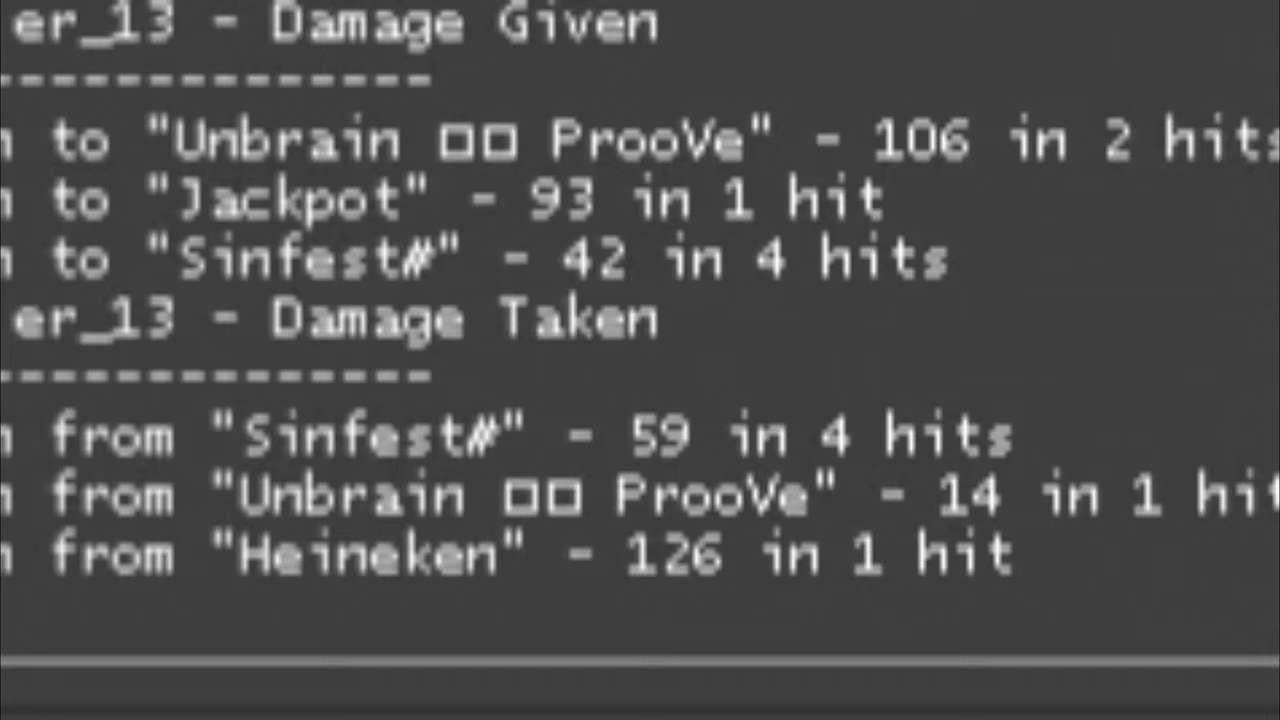 er_13 - Damage Given
---------------
to "Unbrain □□ ProoVe" - 106 in 2 hits
to "Jackpot" - 93 in 1 hit
to "Sinfest#" - 42 in 4 hits
er_13 - Damage Taken
---------------
from "Sinfest#" - 59 in 4 hits
from "Unbrain □□ ProoVe" - 14 in 1 hit
from "Heineken" - 126 in 1 hit